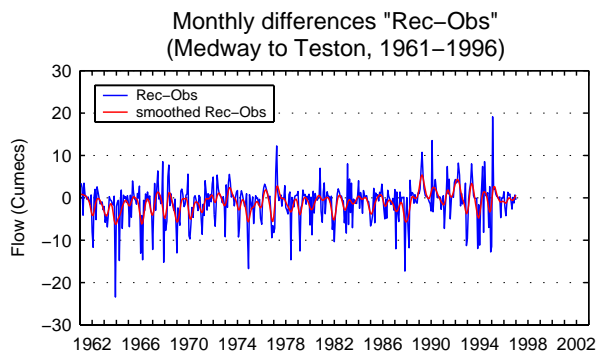 Monthly differences "Rec−Obs"
(Medway to Teston, 1961−1996)
30
20
10
0
−10
−20
−30
Flow (Cumecs)
Rec−Obs
smoothed Rec−Obs
1962 1966 1970 1974 1978 1982 1986 1990 1994 1998 2002